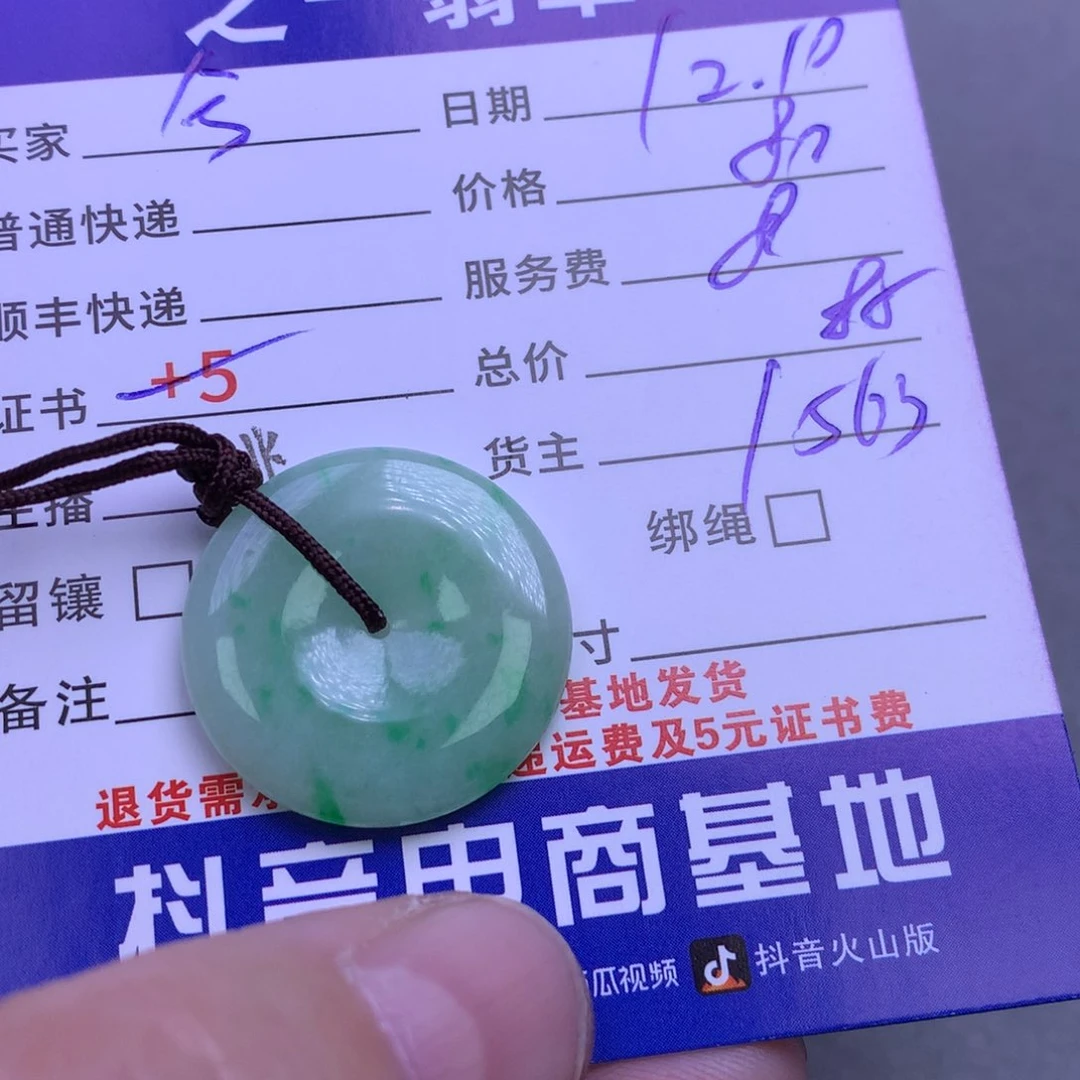 买家 日期 12.10
普通快递 价格
顺丰快递 服务费
证书 +5 总价
主播 货主 1563
留镶 绑绳
备注 寸
基地发货
退货需 递运费及5元证书费
抖音电商基地
瓜视频 抖音火山版